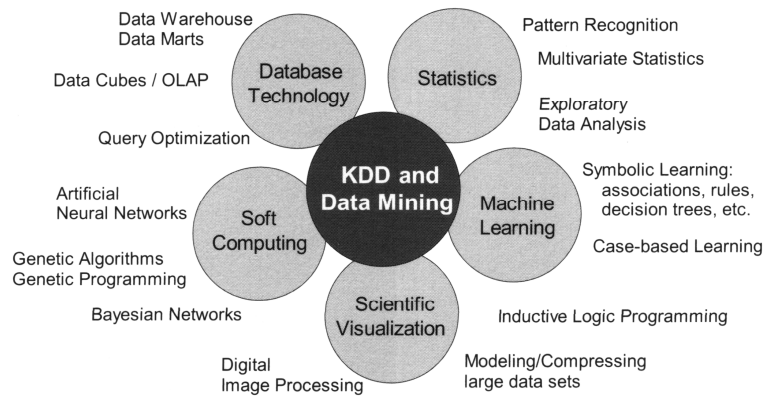 Data Warehouse
Data Marts
Data Cubes / OLAP
Query Optimization
Database
Technology
Statistics
Pattern Recognition
Multivariate Statistics
Exploratory
Data Analysis
KDD and
Data Mining
Artificial
Neural Networks
Genetic Algorithms
Genetic Programming
Bayesian Networks
Soft
Computing
Machine
Learning
Symbolic Learning:
associations, rules,
decision trees, etc.
Case-based Learning
Inductive Logic Programming
Scientific
Visualization
Digital
Image Processing
Modeling/Compressing
large data sets